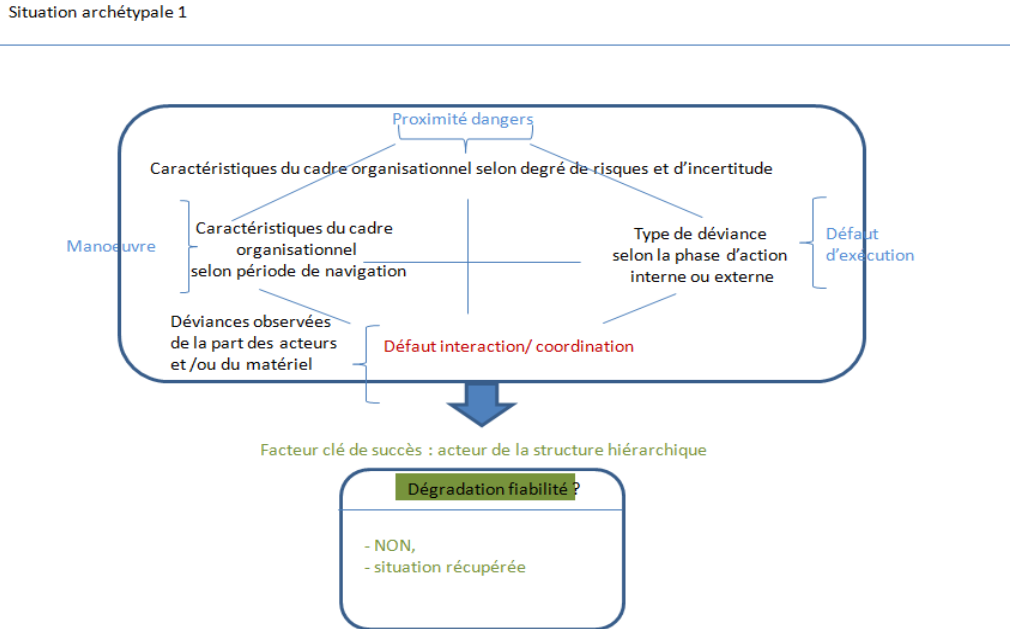 Situation archétypale 1
Proximité dangers
Caractéristiques du cadre organisationnel selon degré de risques et d'incertitude
Manoeuvre
Caractéristiques du cadre
organisationnel
selon période de navigation
Type de déviance
selon la phase d'action
interne ou externe
Défaut
d'exécution
Déviances observées
de la part des acteurs
et /ou du matériel
Défaut interaction/ coordination
Facteur clé de succès : acteur de la structure hiérarchique
Dégradation fiabilité ?
- NON,
- situation récupérée